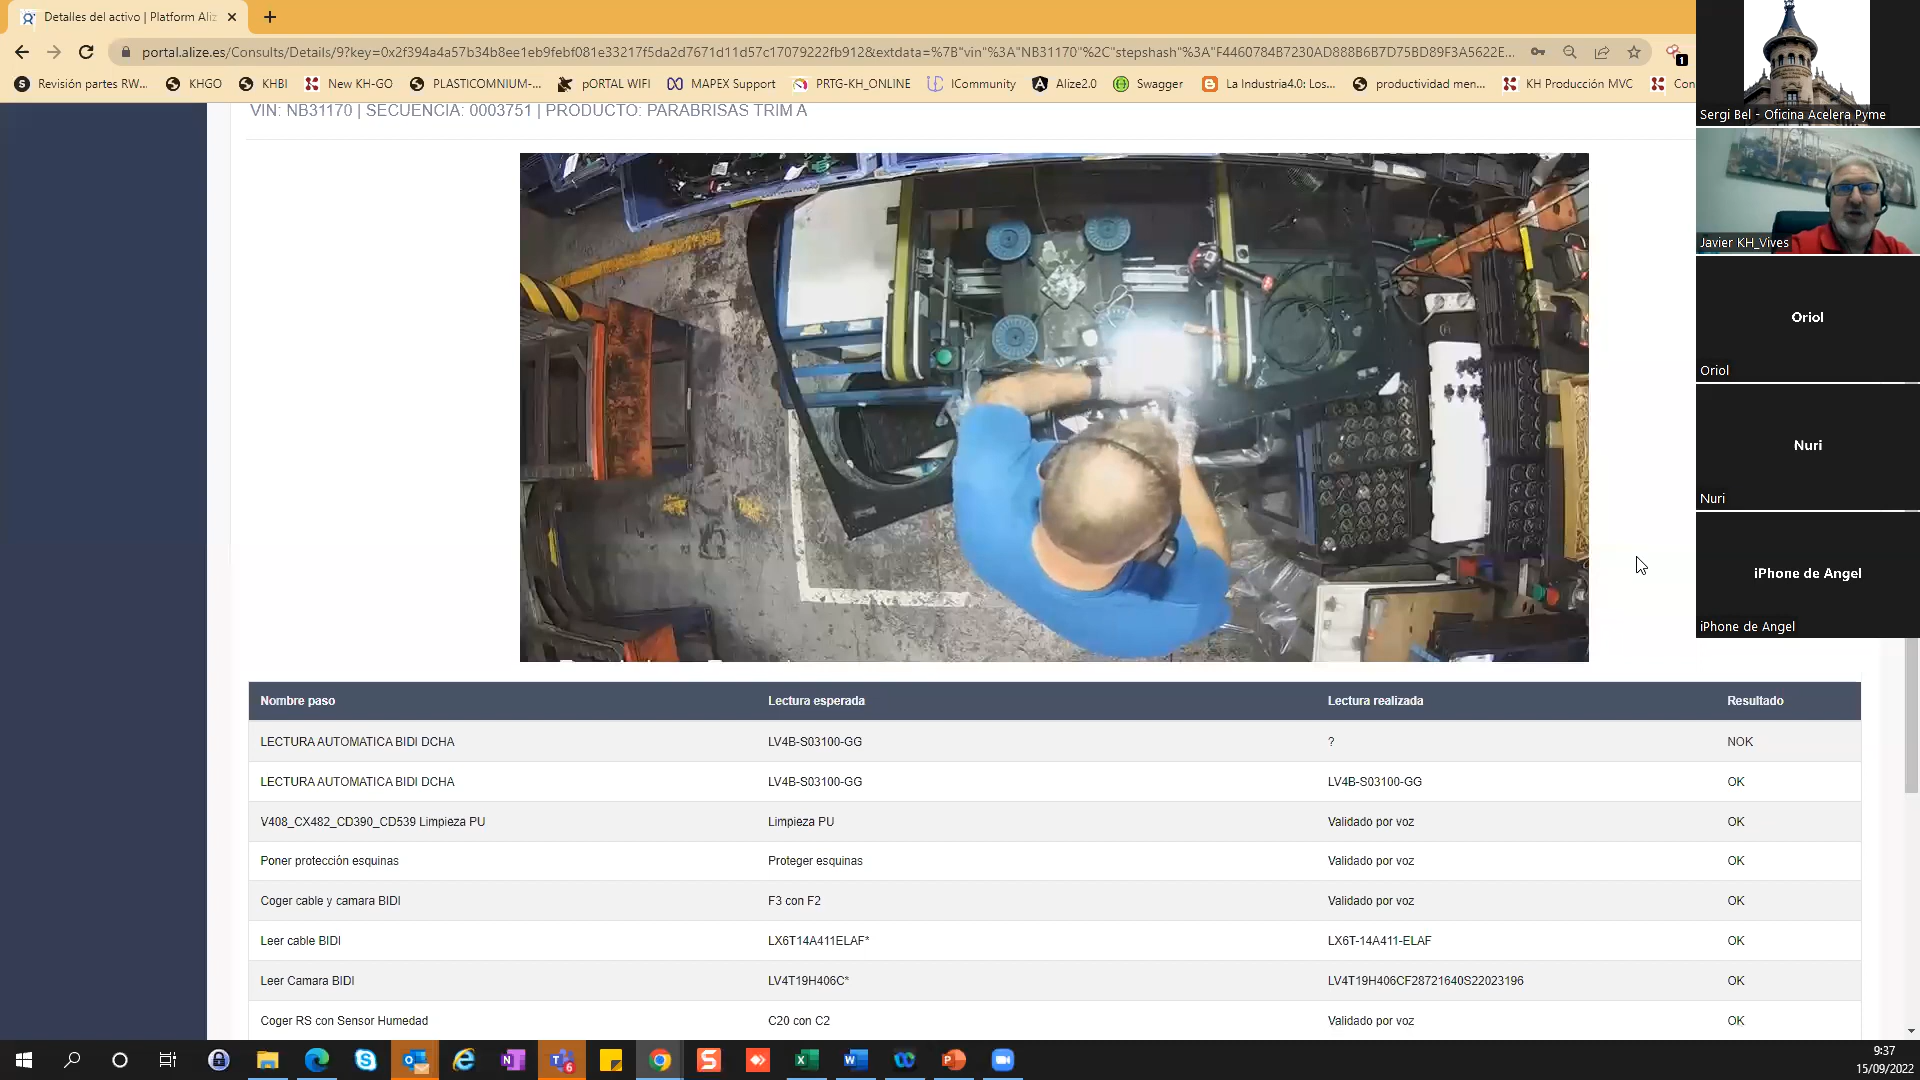 Detalles del activo | Platform Aliz
portal.alize.es/Consults/Details/9?key=0x2f394a4a57b34b8ee1eb9febf081e33217f5da2d7671d11d57c17079222fb912&extdata=%7B"vin"%3A"NB31170"%2C"stepshash"%3A"F4460784B7230AD888B6B7D75BD89F3A5622E...
1
Revisión partes RW... KHGO KHBI New KH-GO PLASTICOMNIUM-... pORTAL WIFI MAPEX Support PRTG-KH_ONLINE ICommunity Alize2.0 Swagger La Industria4.0: Los... productividad men... KH Producción MVC Con
VIN: NB31170 | SECUENCIA: 0003751 | PRODUCTO: PARABRISAS TRIM A
Sergi Bel - Oficina Acelera Pyme
Javier KH_Vives
Oriol
Oriol
Nuri
Nuri
iPhone de Angel
iPhone de Angel
Nombre paso Lectura esperada Lectura realizada Resultado
LECTURA AUTOMATICA BIDI DCHA LV4B-S03100-GG ? NOK
LECTURA AUTOMATICA BIDI DCHA LV4B-S03100-GG LV4B-S03100-GG OK
V408_CX482_CD390_CD539 Limpieza PU Limpieza PU Validado por voz OK
Poner protección esquinas Proteger esquinas Validado por voz OK
Coger cable y camara BIDI F3 con F2 Validado por voz OK
Leer cable BIDI LX6T14A411ELAF* LX6T-14A411-ELAF OK
Leer Camara BIDI LV4T19H406C* LV4T19H406CF28721640S22023196 OK
Coger RS con Sensor Humedad C20 con C2 Validado por voz OK
9:37
15/09/2022